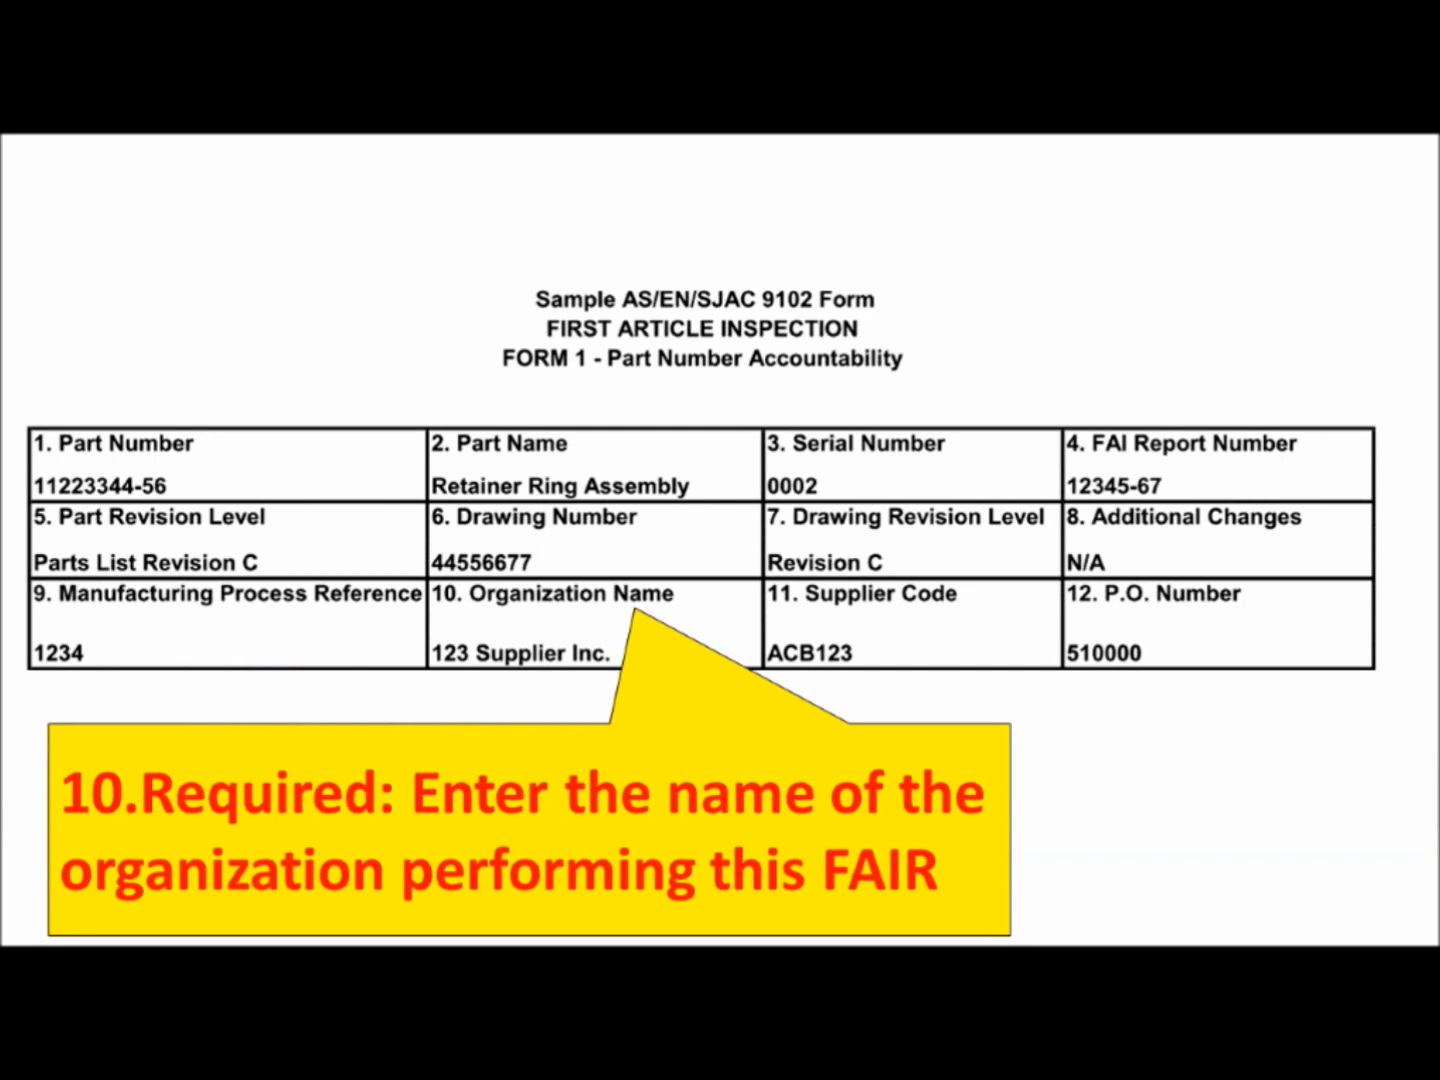 Sample AS/EN/SJAC 9102 Form
FIRST ARTICLE INSPECTION
FORM 1 - Part Number Accountability
1. Part Number
11223344-56
2. Part Name
Retainer Ring Assembly
3. Serial Number
0002
4. FAI Report Number
12345-67
5. Part Revision Level
Parts List Revision C
6. Drawing Number
44556677
7. Drawing Revision Level
Revision C
8. Additional Changes
N/A
9. Manufacturing Process Reference
1234
10. Organization Name
123 Supplier Inc.
11. Supplier Code
ACB123
12. P.O. Number
510000
10.Required: Enter the name of the
organization performing this FAIR